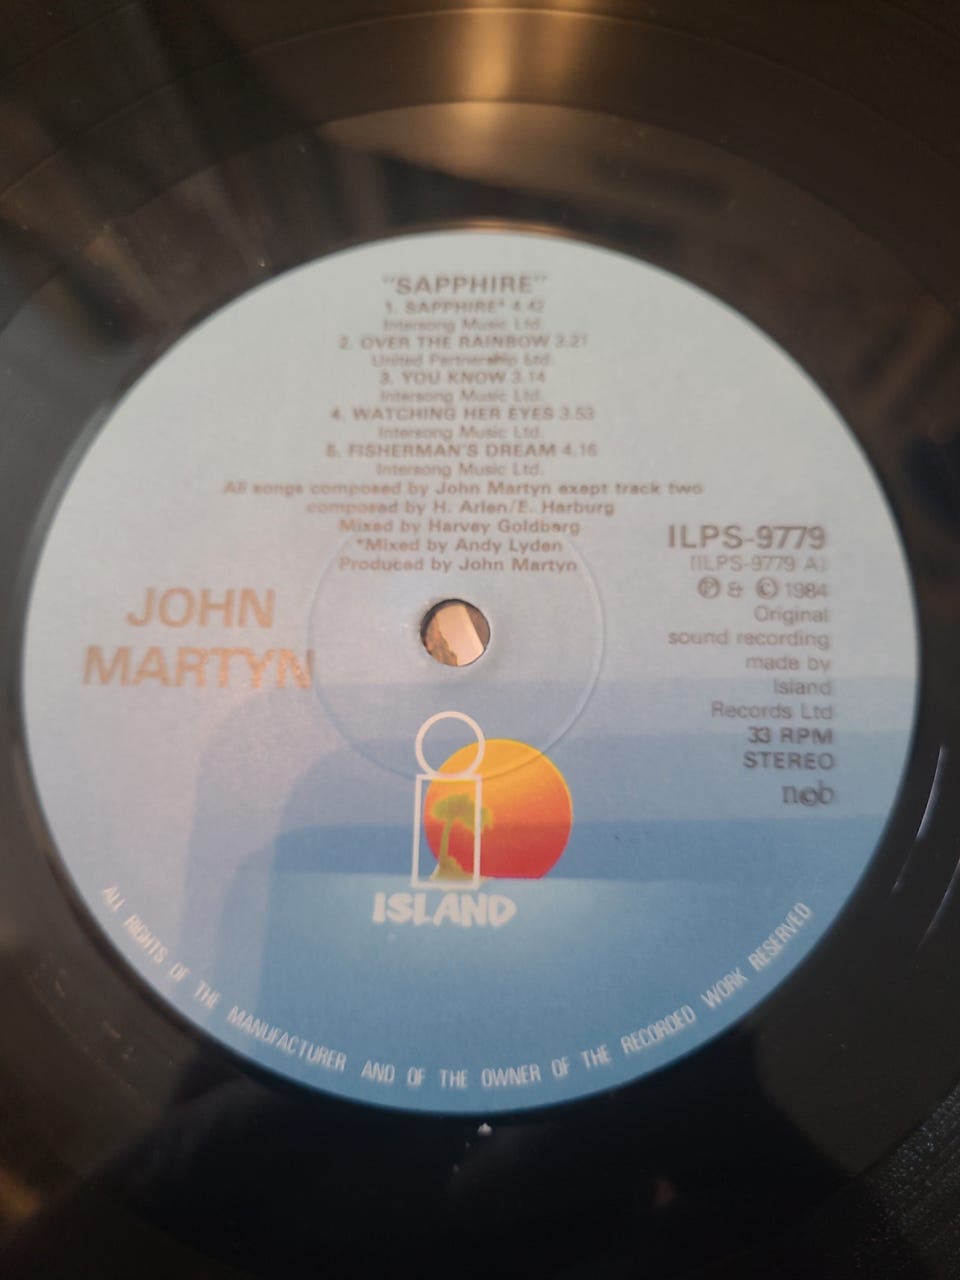 "SAPPHIRE"
1. SAPPHIRE* 4.42
Intersong Music Ltd.
2. OVER THE RAINBOW 3.21
United Partnership Ltd.
3. YOU KNOW 3.14
Intersong Music Ltd.
4. WATCHING HER EYES 3.53
Intersong Music Ltd.
5. FISHERMAN'S DREAM 4.16
Intersong Music Ltd.
All songs composed by John Martyn exept track two
composed by H. Arlen/E. Harburg
Mixed by Harvey Goldberg
*Mixed by Andy Lyden
Produced by John Martyn
JOHN
MARTYN
ILPS-9779
(ILPS-9779 A)
℗ & © 1984
Original
sound recording
made by
Island
Records Ltd
33 RPM
STEREO
ncb
ISLAND
ALL RIGHTS OF THE MANUFACTURER AND OF THE OWNER OF THE RECORDED WORK RESERVED